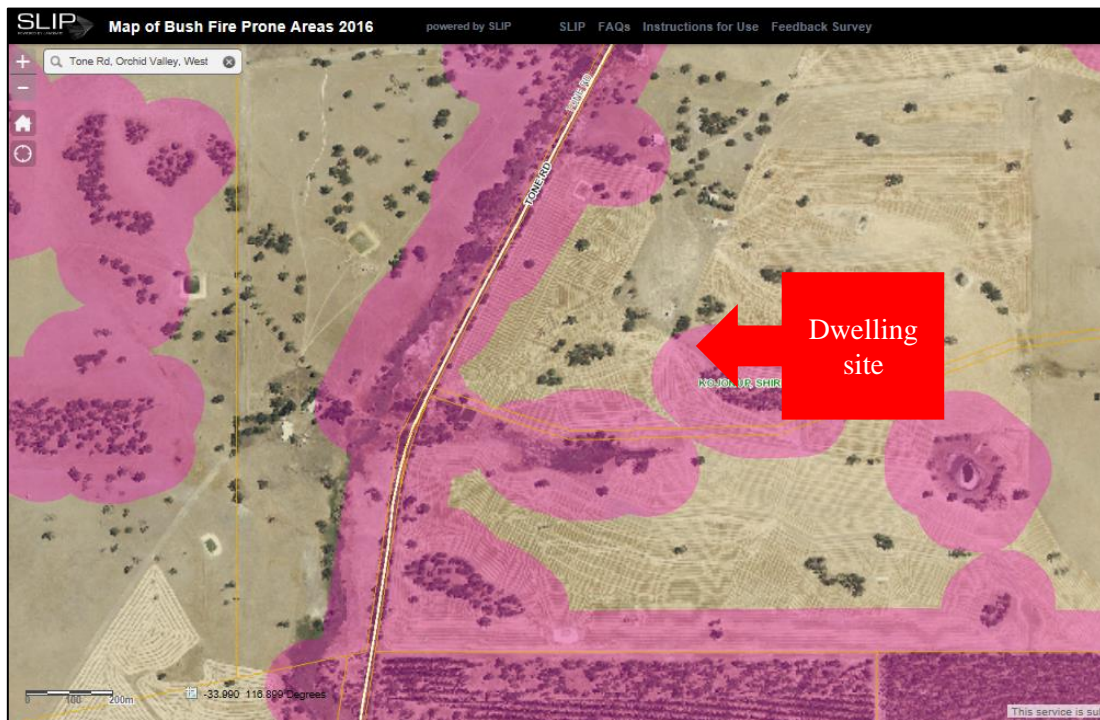 SLIP
Map of Bush Fire Prone Areas 2016
powered by SLIP
SLIP FAQs Instructions for Use Feedback Survey
+
Tone Rd, Orchid Valley, West
−
TONE RD
TONE RD
Dwelling
site
0 100 200m
-33.990 116.899 Degrees
This service is su